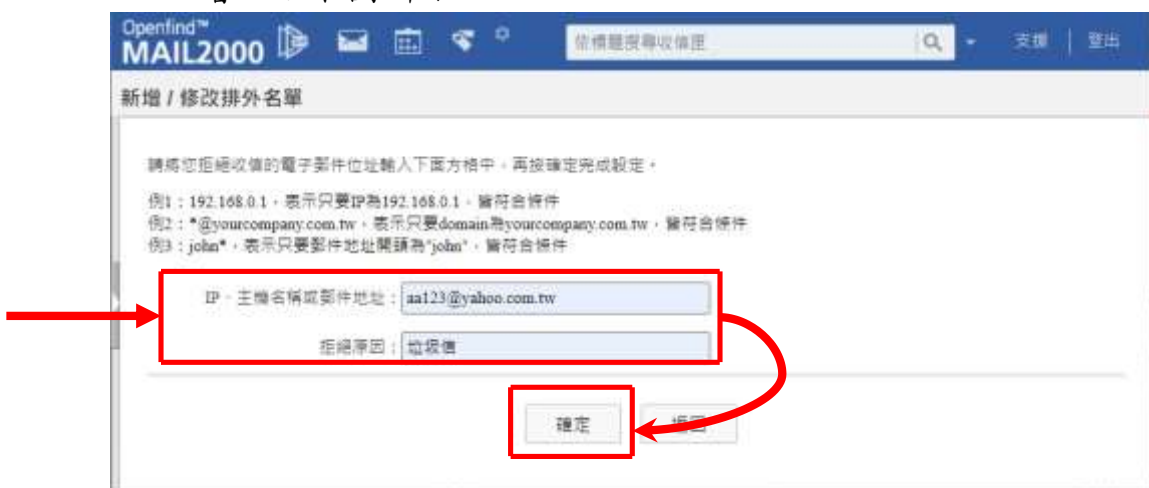 Openfind™
MAIL2000
依標題搜尋收信匣
支援 | 登出
新增 / 修改排外名單
請將您拒絕收信的電子郵件位址輸入下面方格中，再按確定完成設定。
例1：192.168.0.1，表示只要IP為192.168.0.1，皆符合條件
例2：*@yourcompany.com.tw，表示只要domain為yourcompany.com.tw，皆符合條件
例3：john*，表示只要郵件地址開頭為"john"，皆符合條件
IP、主機名稱或郵件地址：aa123@yahoo.com.tw
拒絕原因：垃圾信
確定 返回